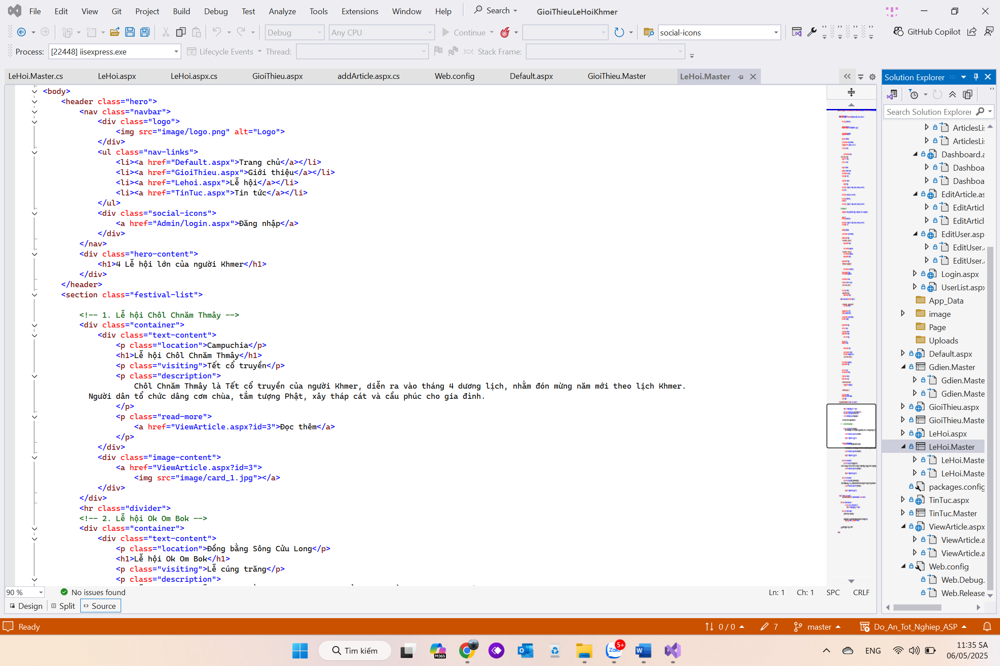 File Edit View Git Project Build Debug Test Analyze Tools Extensions Window Help Search GioiThieuLeHoiKhmer
Debug Any CPU Continue social-icons GitHub Copilot
Process: [22448] iisexpress.exe Lifecycle Events Thread: Stack Frame:
LeHoi.Master.cs LeHoi.aspx LeHoi.aspx.cs GioiThieu.aspx addArticle.aspx.cs Web.config Default.aspx GioiThieu.Master LeHoi.Master
<body>
<header class="hero">
<nav class="navbar">
<div class="logo">
<img src="image/logo.png" alt="Logo">
</div>
<ul class="nav-links">
<li><a href="Default.aspx">Trang chủ</a></li>
<li><a href="GioiThieu.aspx">Giới thiệu</a></li>
<li><a href="Lehoi.aspx">Lễ hội</a></li>
<li><a href="TinTuc.aspx">Tin tức</a></li>
</ul>
<div class="social-icons">
<a href="Admin/login.aspx">Đăng nhập</a>
</div>
</nav>
<div class="hero-content">
<h1>4 Lễ hội lớn của người Khmer</h1>
</div>
</header>
<section class="festival-list">
<!-- 1. Lễ hội Chôl Chnăm Thmây -->
<div class="container">
<div class="text-content">
<p class="location">Campuchia</p>
<h1>Lễ hội Chôl Chnăm Thmây</h1>
<p class="visiting">Tết cổ truyền</p>
<p class="description">
Chôl Chnăm Thmây là Tết cổ truyền của người Khmer, diễn ra vào tháng 4 dương lịch, nhằm đón mừng năm mới theo lịch Khmer.
Người dân tổ chức dâng cơm chùa, tắm tượng Phật, xây tháp cát và cầu phúc cho gia đình.
</p>
<p class="read-more">
<a href="ViewArticle.aspx?id=3">Đọc thêm</a>
</p>
</div>
<div class="image-content">
<a href="ViewArticle.aspx?id=3">
<img src="image/card_1.jpg"></a>
</div>
</div>
<hr class="divider">
<!-- 2. Lễ hội Ok Om Bok -->
<div class="container">
<div class="text-content">
<p class="location">Đồng bằng Sông Cửu Long</p>
<h1>Lễ hội Ok Om Bok</h1>
<p class="visiting">Lễ cúng trăng</p>
<p class="description">
90 % No issues found Ln: 1 Ch: 1 SPC CRLF
Design Split Source
Solution Explorer
Search Solution Explorer
ArticlesLi
ArticlesLi
Dashboard.a
Dashboa
Dashboa
EditArticle.as
EditArticl
EditArticl
EditUser.asp
EditUser.
EditUser.
Login.aspx
UserList.aspx
App_Data
image
Page
Uploads
Default.aspx
Gdien.Master
Gdien.Maste
Gdien.Maste
GioiThieu.aspx
GioiThieu.Maste
LeHoi.aspx
LeHoi.Master
LeHoi.Maste
LeHoi.Maste
packages.config
TinTuc.aspx
TinTuc.Master
ViewArticle.aspx
ViewArticle.a
ViewArticle.a
Web.config
Web.Debug.
Web.Release
Ready 0 / 0 7 master Do_An_Tot_Nghiep_ASP
Tìm kiếm M365 Zalo 5+ ENG 11:35 SA
06/05/2025